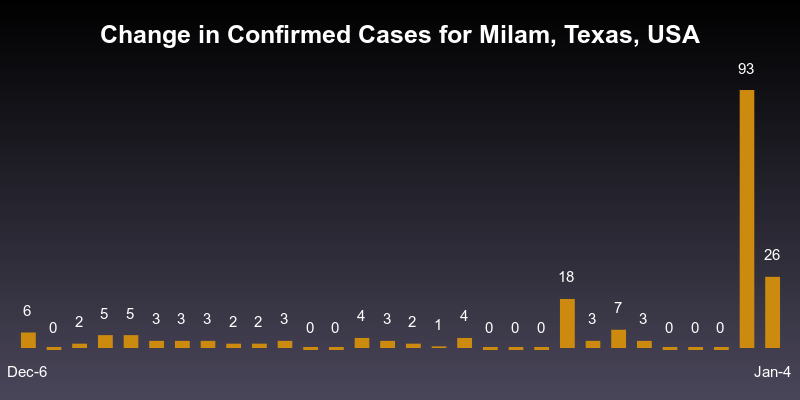 Change in Confirmed Cases for Milam, Texas, USA
93
26
18
6 0 2 5 5 3 3 3 2 2 3 0 0 4 3 2 1 4 0 0 0 3 7 3 0 0 0
Dec-6 Jan-4